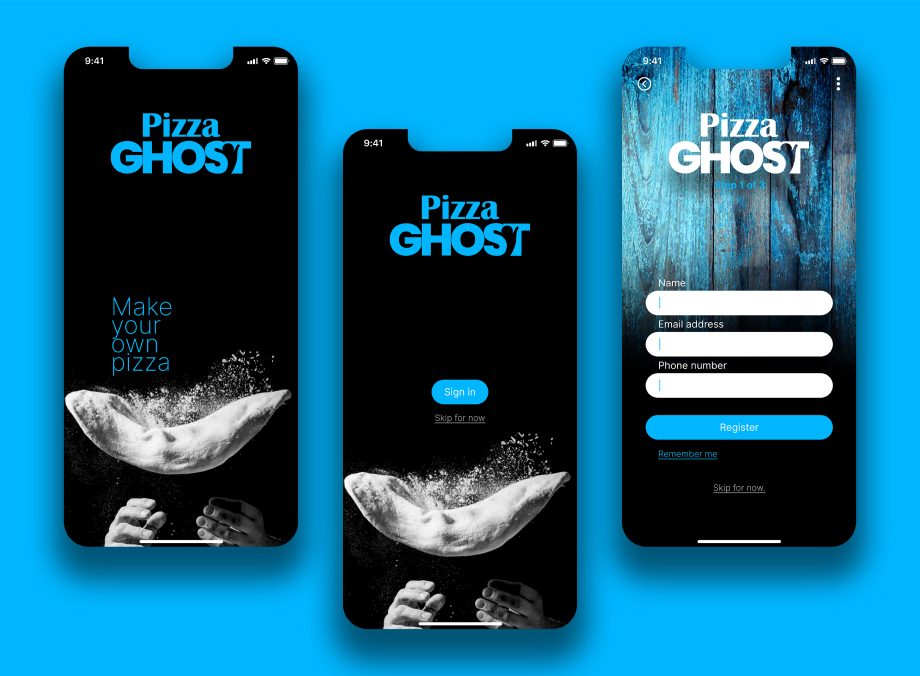 9:41
Pizza
GHOST
Make
your
own
pizza
9:41
Pizza
GHOST
Sign in
Skip for now
9:41
Pizza
GHOST
Step 1 of 3
Name
Email address
Phone number
Register
Remember me
Skip for now.